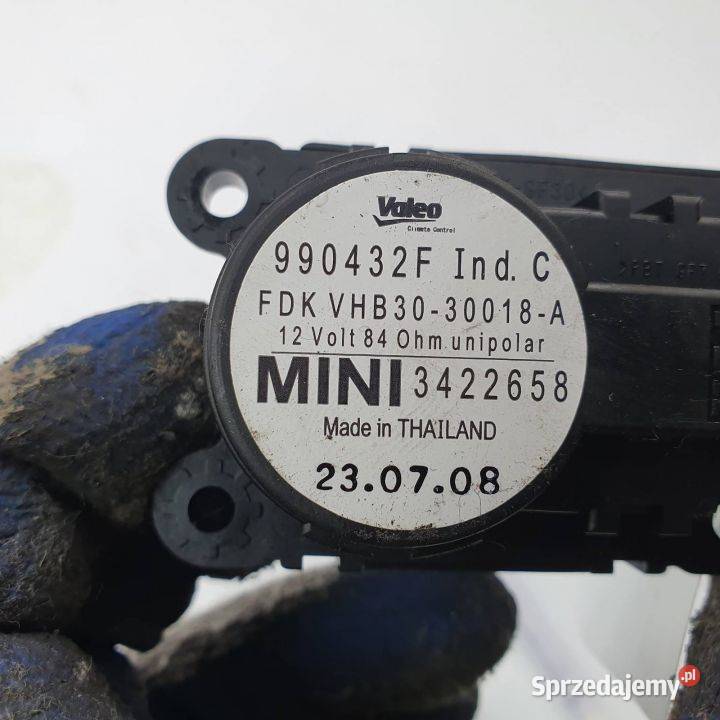 Valeo
Climate Control
990432F Ind. C
FDK VHB30-30018-A
12 Volt 84 Ohm unipolar
MINI 3422658
Made in THAILAND
23.07.08
Sprzedajemy.pl